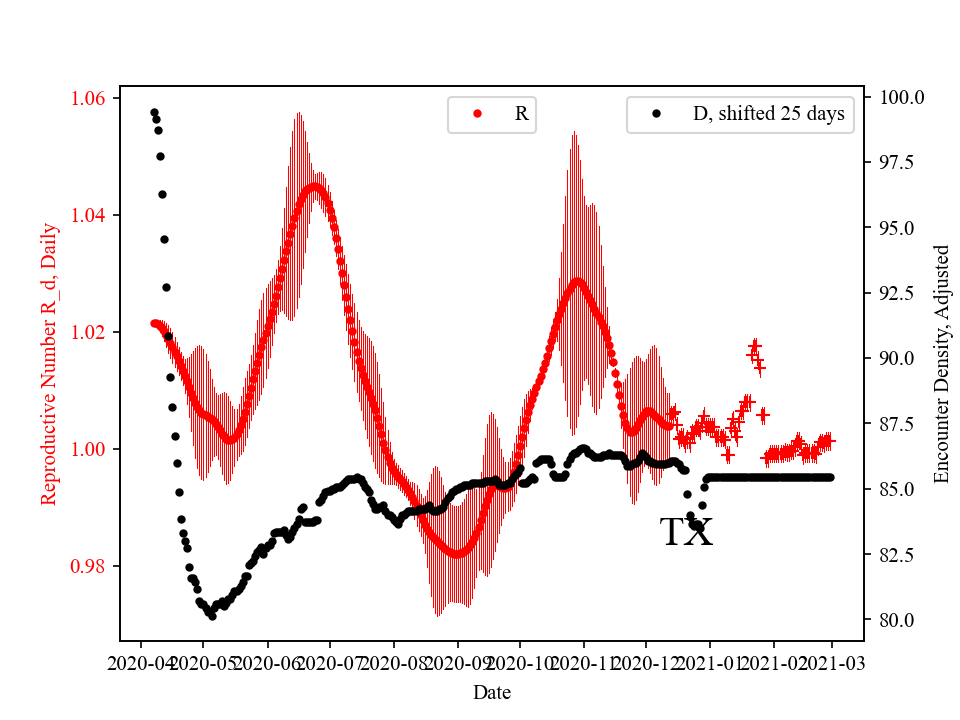 R
D, shifted 25 days
1.06
1.04
1.02
1.00
0.98
Reproductive Number R_d, Daily
100.0
97.5
95.0
92.5
90.0
87.5
85.0
82.5
80.0
Encounter Density, Adjusted
TX
2020-04 2020-05 2020-06 2020-07 2020-08 2020-09 2020-10 2020-11 2020-12 2021-01 2021-02 2021-03
Date